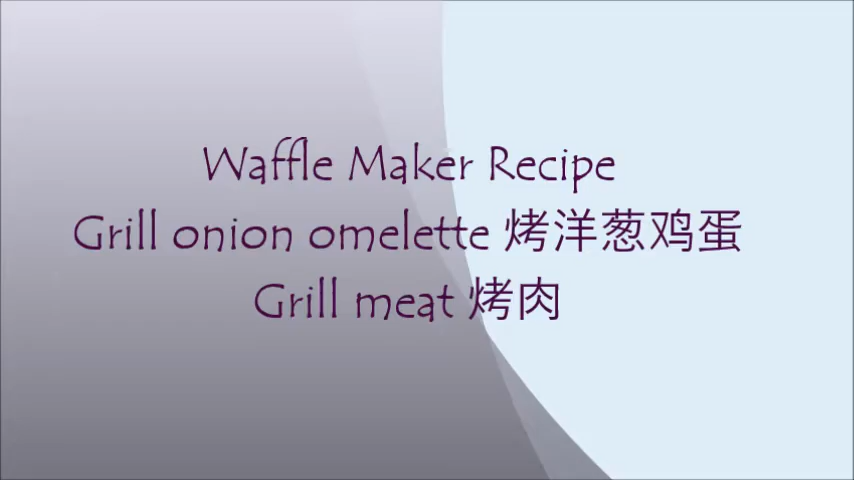 Waffle Maker Recipe
Grill onion omelette 烤洋葱鸡蛋
Grill meat 烤肉